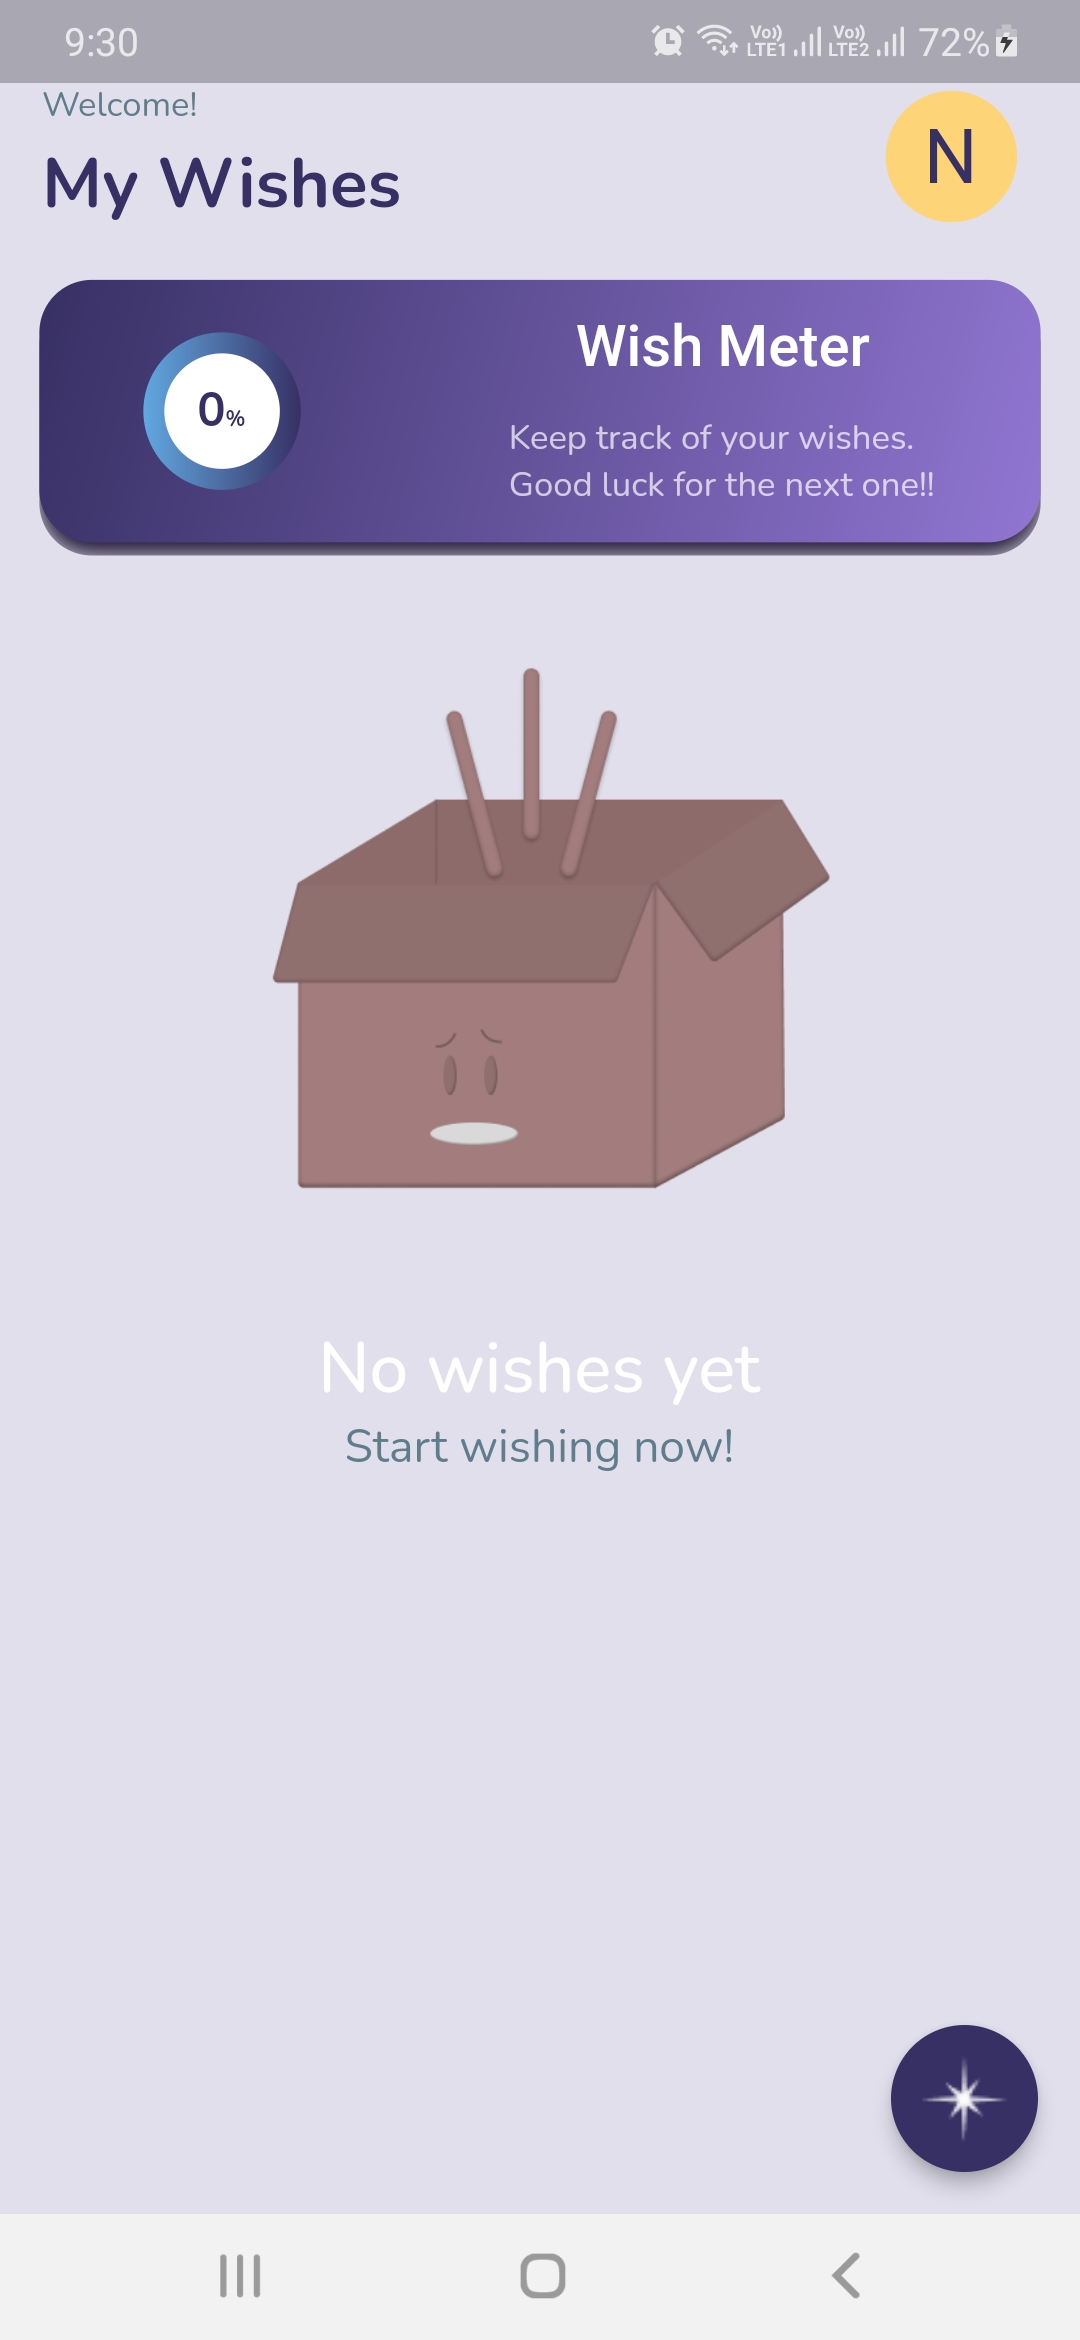 9:30
Vo)) LTE1 Vo)) LTE2 72%
Welcome!
My Wishes
N
Wish Meter
0%
Keep track of your wishes.
Good luck for the next one!!
No wishes yet
Start wishing now!